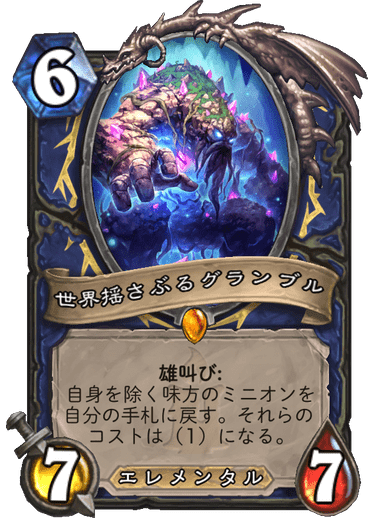 6
世界揺さぶるグランブル
雄叫び:
自身を除く味方のミニオンを
自分の手札に戻す。それらの
コストは（1）になる。
7
エレメンタル
7